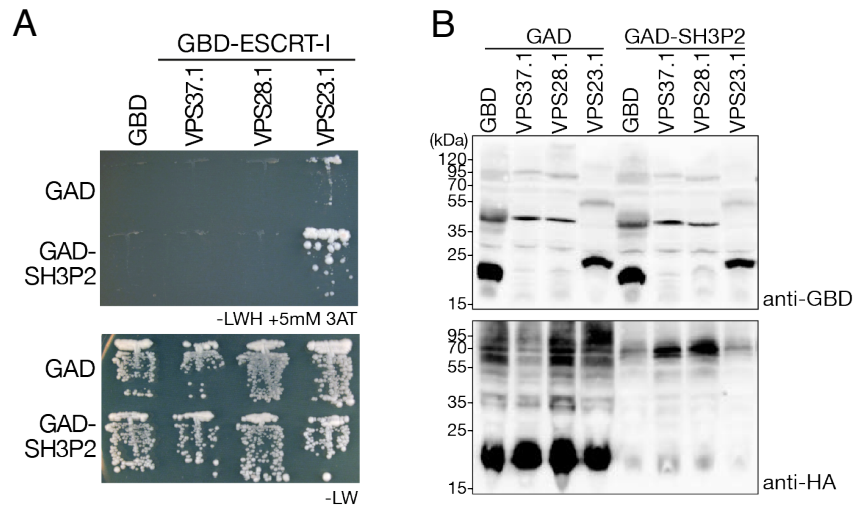 A
GBD-ESCRT-I
GBD
VPS37.1
VPS28.1
VPS23.1
GAD
GAD-
SH3P2
-LWH +5mM 3AT
GAD
GAD-
SH3P2
-LW
B
GAD
GAD-SH3P2
GBD
VPS37.1
VPS28.1
VPS23.1
GBD
VPS37.1
VPS28.1
VPS23.1
(kDa)
120-
95-
70-
55-
35-
25-
15-
anti-GBD
95-
70-
55-
35-
25-
15-
anti-HA